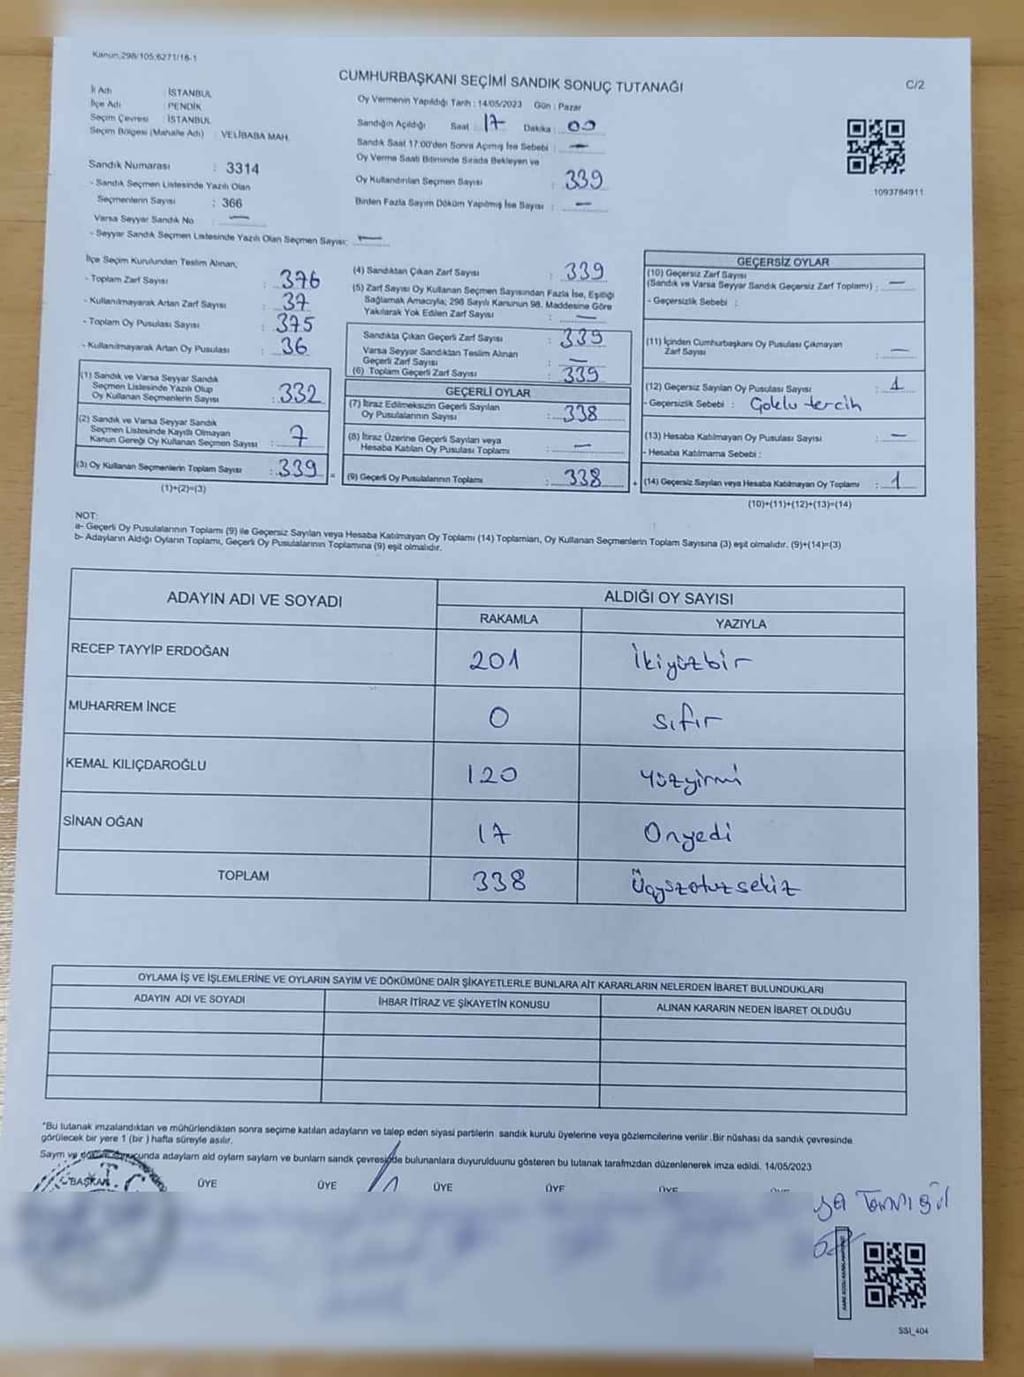 Kanun:298/105;6271/16-1
CUMHURBAŞKANI SEÇİMİ SANDIK SONUÇ TUTANAĞI
C/2
İl Adı : İSTANBUL
İlçe Adı : PENDİK
Seçim Çevresi : İSTANBUL
Seçim Bölgesi (Mahalle Adı) : VELİBABA MAH.
Oy Vermenin Yapıldığı Tarih : 14/05/2023 Gün : Pazar
Sandığın Açıldığı Saat : 17 Dakika : 00
Sandık Saat 17:00'den Sonra Açımış İse Sebebi : —
Oy Verme Saati Bitiminde Sırada Bekleyen ve
Oy Kullandırılan Seçmen Sayısı : 339
Birden Fazla Sayım Döküm Yapılmış İse Sayısı : —
1093784911
Sandık Numarası : 3314
- Sandık Seçmen Listesinde Yazılı Olan
Seçmenlerin Sayısı : 366
Varsa Seyyar Sandık No —
- Seyyar Sandık Seçmen Listesinde Yazılı Olan Seçmen Sayısı: —
İlçe Seçim Kurulundan Teslim Alınan;
- Toplam Zarf Sayısı : 376
- Kullanılmayarak Artan Zarf Sayısı : 37
- Toplam Oy Pusulası Sayısı : 375
- Kullanılmayarak Artan Oy Pusulası : 36
(1) Sandık ve Varsa Seyyar Sandık
Seçmen Listesinde Yazılı Olup
Oy Kullanan Seçmenlerin Sayısı : 332
(2) Sandık ve Varsa Seyyar Sandık
Seçmen Listesinde Kayıtlı Olmayan
Kanun Gereği Oy Kullanan Seçmen Sayısı : 7
(3) Oy Kullanan Seçmenlerin Toplam Sayısı : 339
(1)+(2)=(3)
(4) Sandıktan Çıkan Zarf Sayısı : 339
(5) Zarf Sayısı Oy Kullanan Seçmen Sayısından Fazla İse, Eşitliği
Sağlamak Amacıyla; 298 Sayılı Kanunun 98. Maddesine Göre
Yakılarak Yok Edilen Zarf Sayısı : —
Sandıkta Çıkan Geçerli Zarf Sayısı : 339
Varsa Seyyar Sandıktan Teslim Alınan
Geçerli Zarf Sayısı : —
(6) Toplam Geçerli Zarf Sayısı : 339
GEÇERLİ OYLAR
(7) İtiraz Edilmeksizin Geçerli Sayılan
Oy Pusulalarının Sayısı : 338
(8) İtiraz Üzerine Geçerli Sayılan veya
Hesaba Katılan Oy Pusulası Toplamı : —
(9) Geçerli Oy Pusulalarının Toplamı : 338
GEÇERSİZ OYLAR
(10) Geçersiz Zarf Sayısı
(Sandık ve Varsa Seyyar Sandık Geçersiz Zarf Toplamı) : —
- Geçersizlik Sebebi :
(11) İçinden Cumhurbaşkanı Oy Pusulası Çıkmayan
Zarf Sayısı : —
(12) Geçersiz Sayılan Oy Pusulası Sayısı : 1
- Geçersizlik Sebebi : Çoklu tercih
(13) Hesaba Katılmayan Oy Pusulası Sayısı : —
- Hesaba Katılmama Sebebi :
(14) Geçersiz Sayılan veya Hesaba Katılmayan Oy Toplamı : 1
(10)+(11)+(12)+(13)=(14)
NOT:
a- Geçerli Oy Pusulalarının Toplamı (9) ile Geçersiz Sayılan veya Hesaba Katılmayan Oy Toplamı (14) Toplamları, Oy Kullanan Seçmenlerin Toplam Sayısına (3) eşit olmalıdır. (9)+(14)=(3)
b- Adayların Aldığı Oyların Toplamı, Geçerli Oy Pusulalarının Toplamına (9) eşit olmalıdır.
ADAYIN ADI VE SOYADI
ALDIĞI OY SAYISI
RAKAMLA YAZIYLA
RECEP TAYYİP ERDOĞAN 201 İkiyüzbir
MUHARREM İNCE 0 sıfır
KEMAL KILIÇDAROĞLU 120 Yüzyirmi
SİNAN OĞAN 17 Onyedi
TOPLAM 338 Üçyüzotuzsekiz
OYLAMA İŞ VE İŞLEMLERİNE VE OYLARIN SAYIM VE DÖKÜMÜNE DAİR ŞİKAYETLERLE BUNLARA AİT KARARLARIN NELERDEN İBARET BULUNDUKLARI
ADAYIN ADI VE SOYADI İHBAR İTİRAZ VE ŞİKAYETİN KONUSU ALINAN KARARIN NEDEN İBARET OLDUĞU
*Bu tutanak imzalandıktan ve mühürlendikten sonra seçime katılan adayların ve talep eden siyasi partilerin sandık kurulu üyelerine veya gözlemcilerine verilir.Bir nüshası da sandık çevresinde
görülecek bir yere 1 (bir ) hafta süreyle asılır.
Sayım ve sonucunda adayların ald oyların sayların ve bunların sandık çevresinde bulunanlara duyurulduunu gösteren bu tutanak tarafmzdan düzenlenerek imza edildi. 14/05/2023
BAŞKAN ÜYE ÜYE ÜYE ÜYE ÜYE
SSI_404